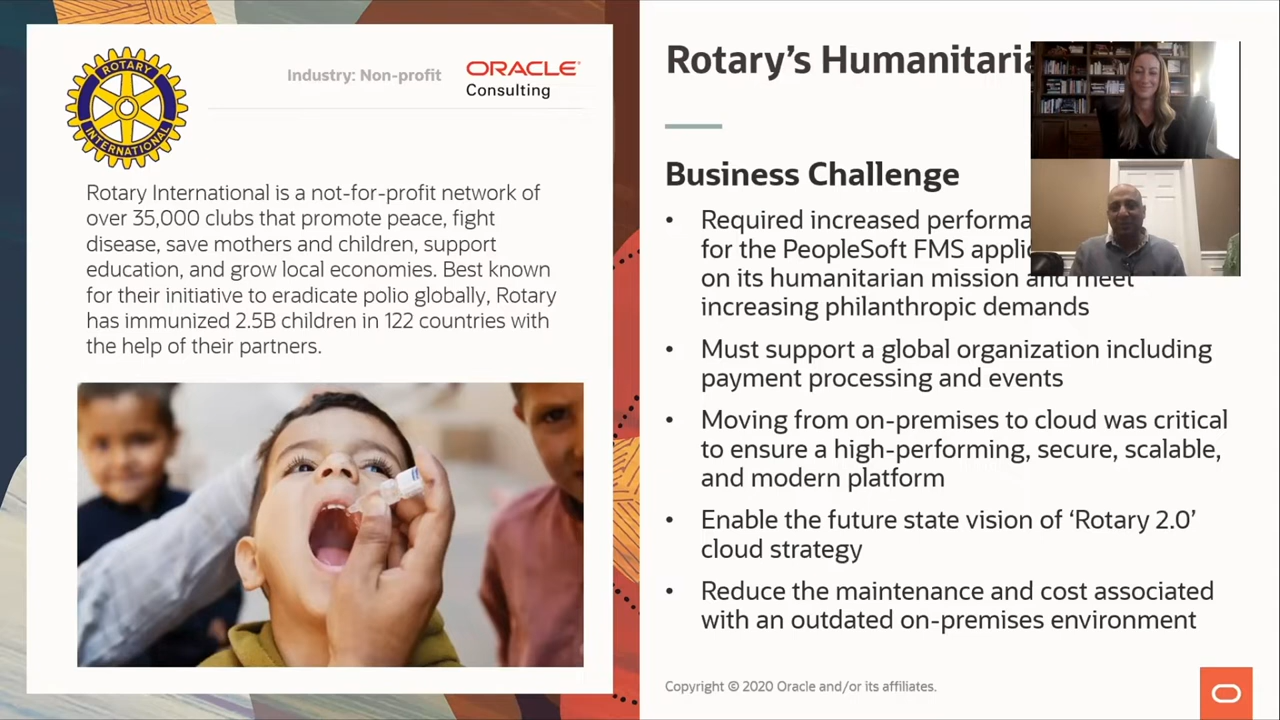 ROTARY
INTERNATIONAL
Industry: Non-profit
ORACLE
Consulting
Rotary International is a not-for-profit network of
over 35,000 clubs that promote peace, fight
disease, save mothers and children, support
education, and grow local economies. Best known
for their initiative to eradicate polio globally, Rotary
has immunized 2.5B children in 122 countries with
the help of their partners.
Rotary's Humanitaria
Business Challenge
• Required increased performa
for the PeopleSoft FMS applic
on its humanitarian mission and meet
increasing philanthropic demands
• Must support a global organization including
payment processing and events
• Moving from on-premises to cloud was critical
to ensure a high-performing, secure, scalable,
and modern platform
• Enable the future state vision of ‘Rotary 2.0’
cloud strategy
• Reduce the maintenance and cost associated
with an outdated on-premises environment
Copyright © 2020 Oracle and/or its affiliates.